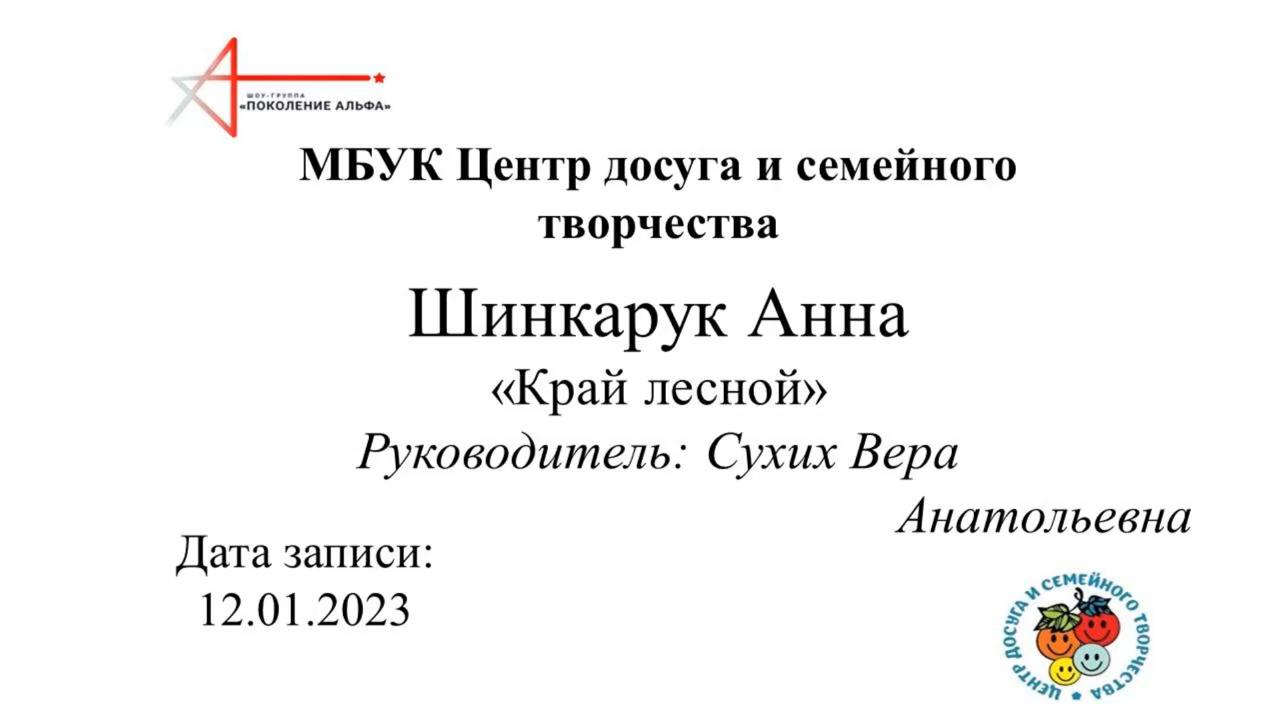 ШОУ-ГРУППА
«ПОКОЛЕНИЕ АЛЬФА»
МБУК Центр досуга и семейного
творчества
Шинкарук Анна
«Край лесной»
Руководитель: Сухих Вера
Анатольевна
Дата записи:
12.01.2023
ЦЕНТР ДОСУГА И СЕМЕЙНОГО ТВОРЧЕСТВА